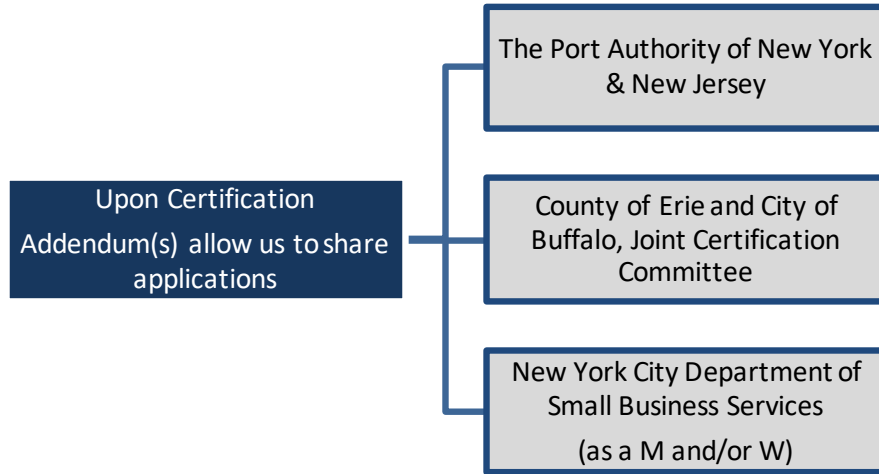 Upon Certification
Addendum(s) allow us to share
applications
The Port Authority of New York
& New Jersey
County of Erie and City of
Buffalo, Joint Certification
Committee
New York City Department of
Small Business Services
(as a M and/or W)